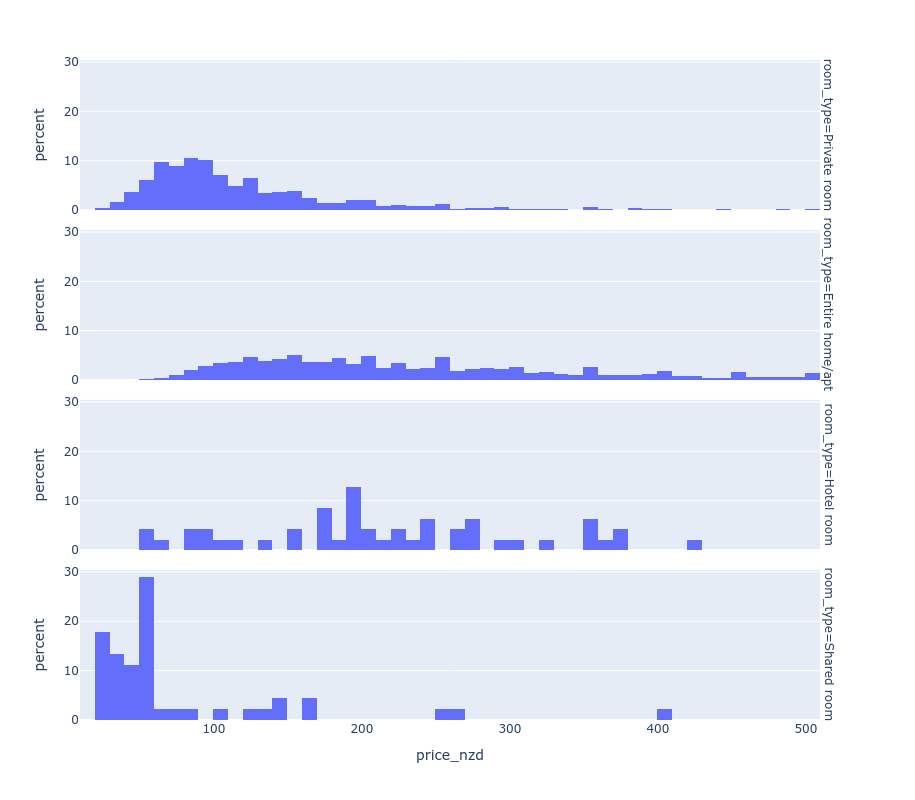 30
20
10
0
percent
room_type=Private room
30
20
10
0
percent
room_type=Entire home/apt
30
20
10
0
percent
room_type=Hotel room
30
20
10
0
percent
room_type=Shared room
100 200 300 400 500
price_nzd